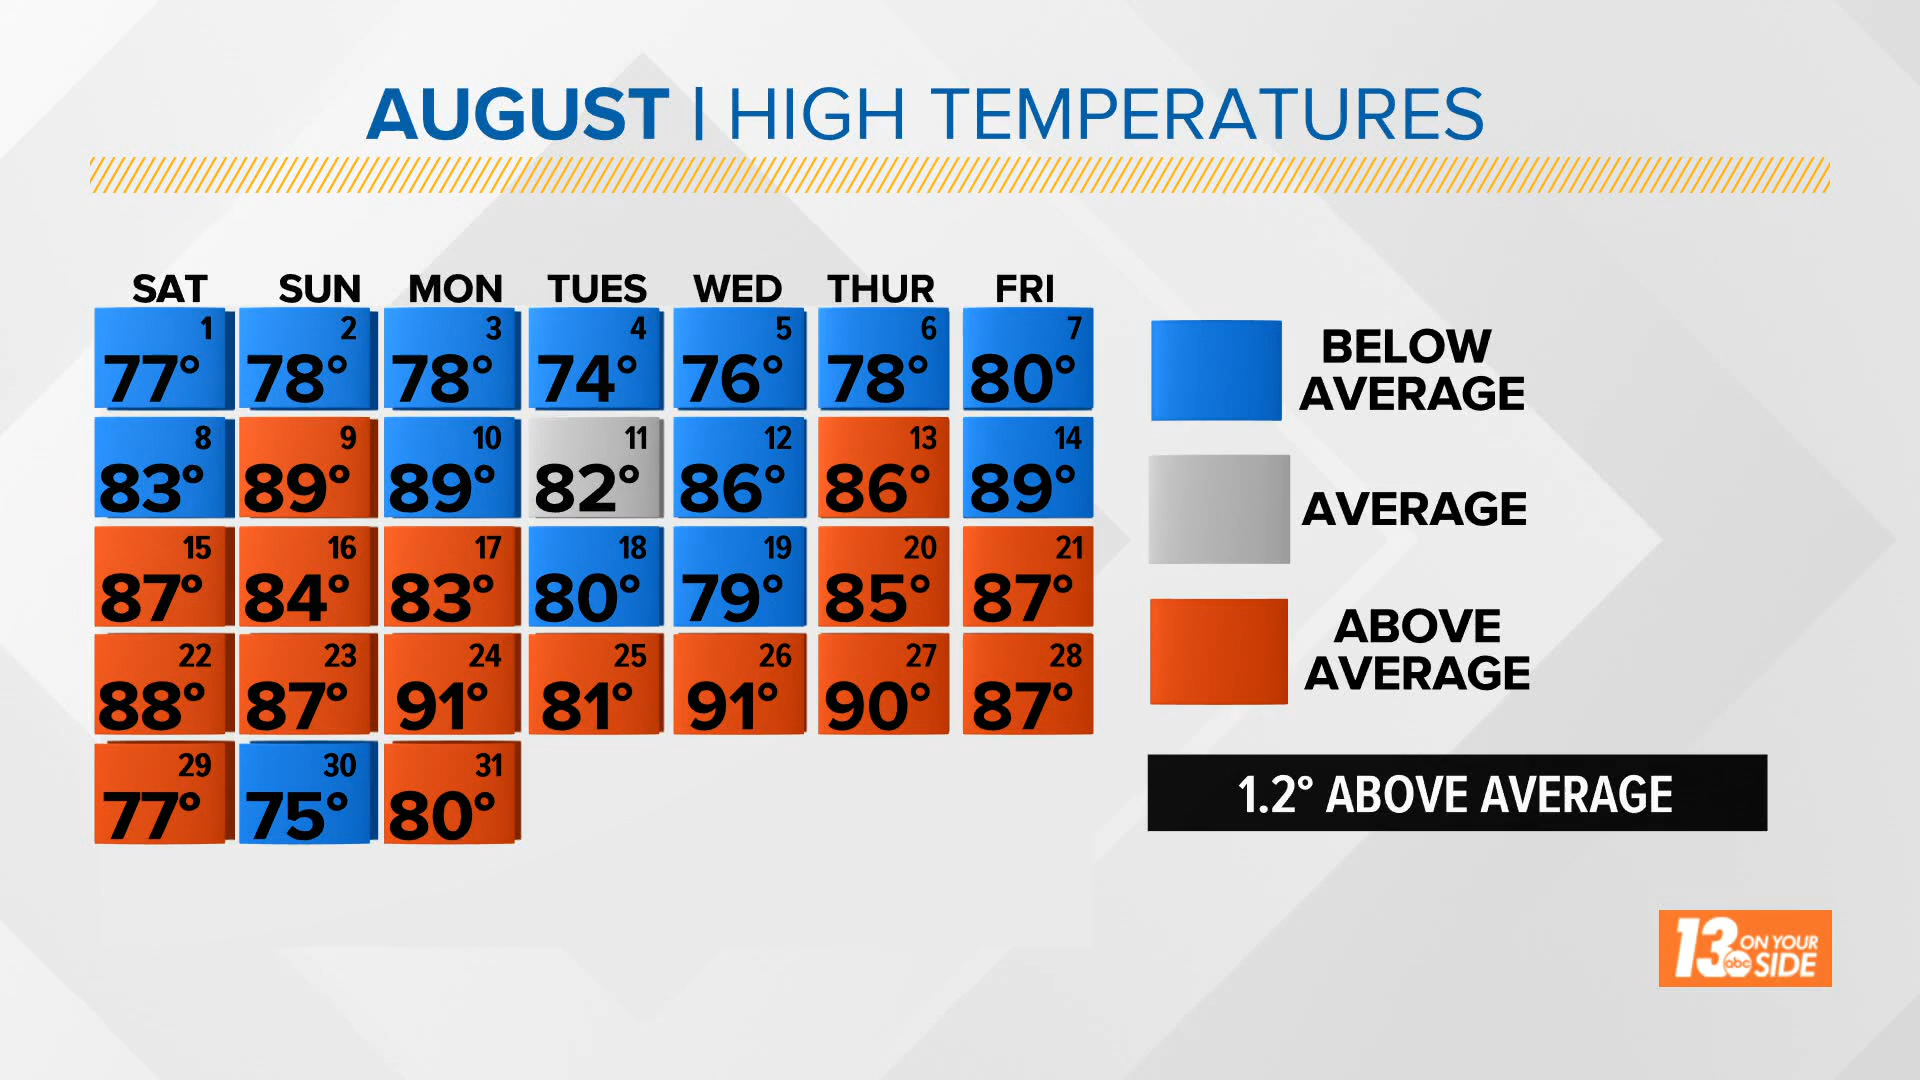 AUGUST | HIGH TEMPERATURES
SAT SUN MON TUES WED THUR FRI
1 2 3 4 5 6 7
77° 78° 78° 74° 76° 78° 80°
8 9 10 11 12 13 14
83° 89° 89° 82° 86° 86° 89°
15 16 17 18 19 20 21
87° 84° 83° 80° 79° 85° 87°
22 23 24 25 26 27 28
88° 87° 91° 81° 91° 90° 87°
29 30 31
77° 75° 80°
BELOW
AVERAGE
AVERAGE
ABOVE
AVERAGE
1.2° ABOVE AVERAGE
13 abc
ON YOUR
SIDE